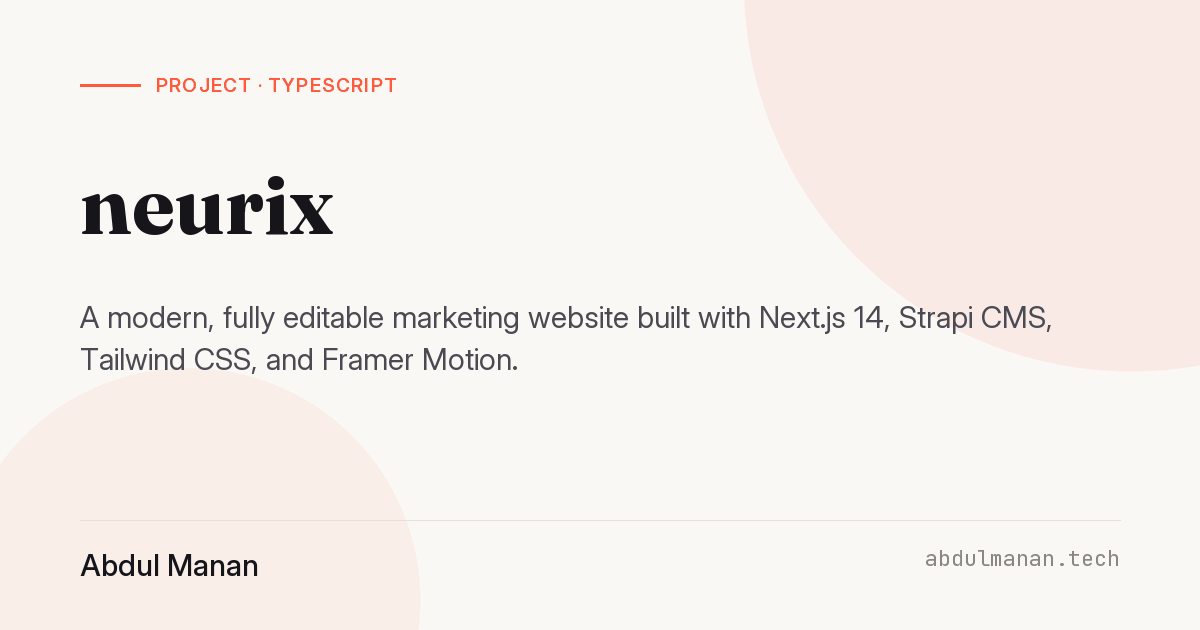 PROJECT · TYPESCRIPT
neurix
A modern, fully editable marketing website built with Next.js 14, Strapi CMS,
Tailwind CSS, and Framer Motion.
Abdul Manan
abdulmanan.tech